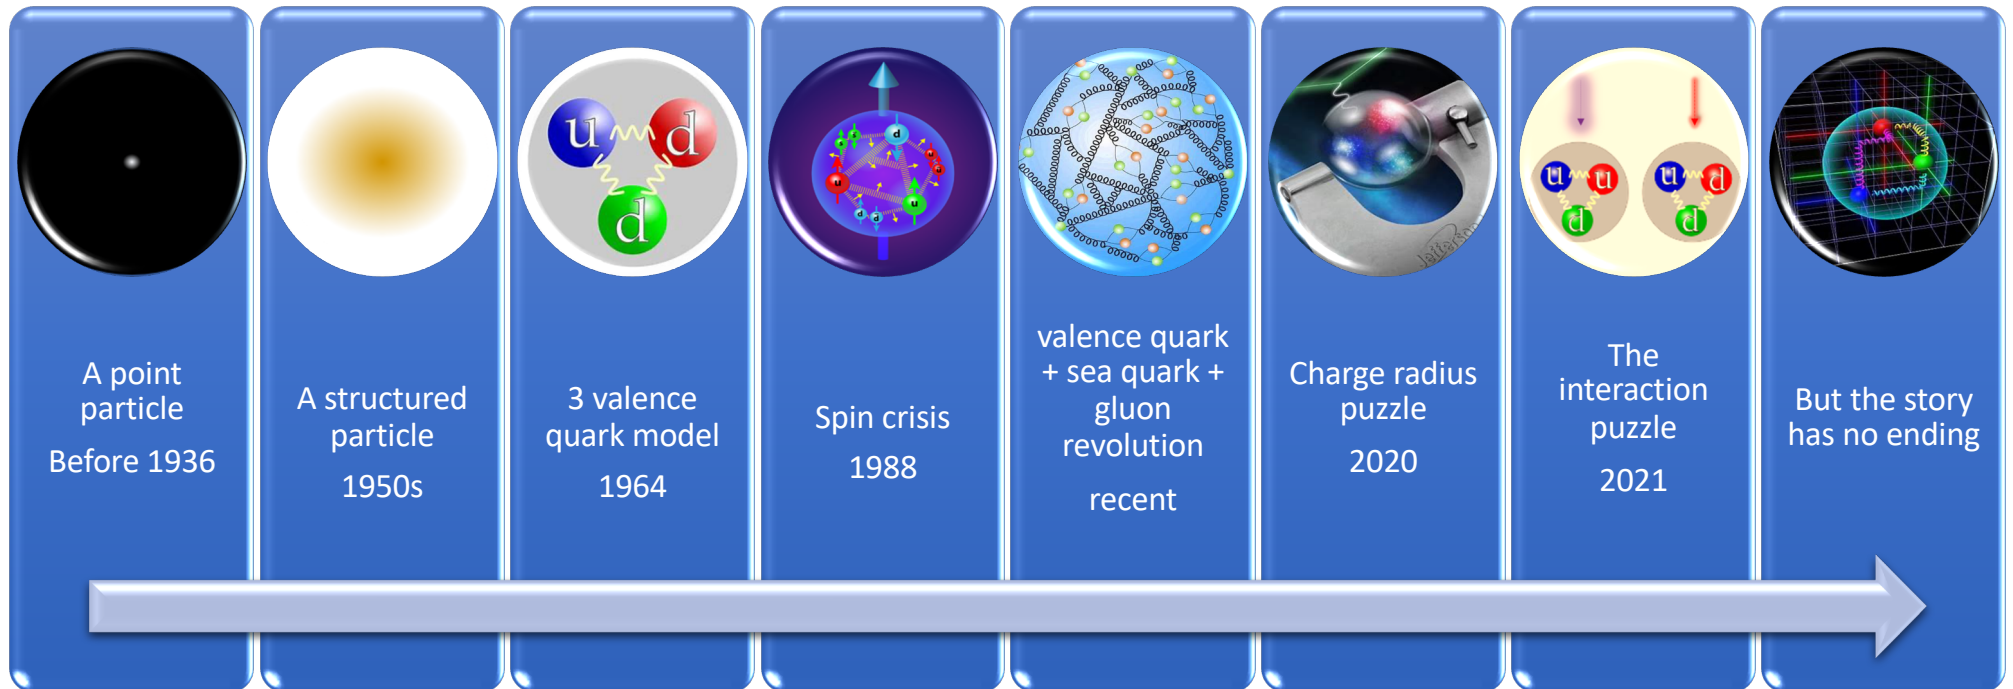 A point
particle
Before 1936
A structured
particle
1950s
u d
d
3 valence
quark model
1964
Spin crisis
1988
valence quark
+ sea quark +
gluon
revolution
recent
Charge radius
puzzle
2020
u u
d
u d
d
The
interaction
puzzle
2021
But the story
has no ending